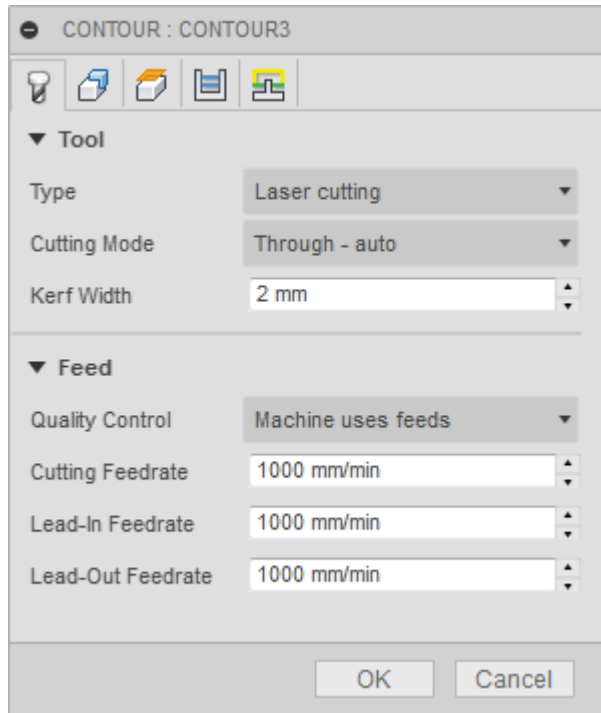 CONTOUR : CONTOUR3
Tool
Type Laser cutting
Cutting Mode Through - auto
Kerf Width 2 mm
Feed
Quality Control Machine uses feeds
Cutting Feedrate 1000 mm/min
Lead-In Feedrate 1000 mm/min
Lead-Out Feedrate 1000 mm/min
OK Cancel